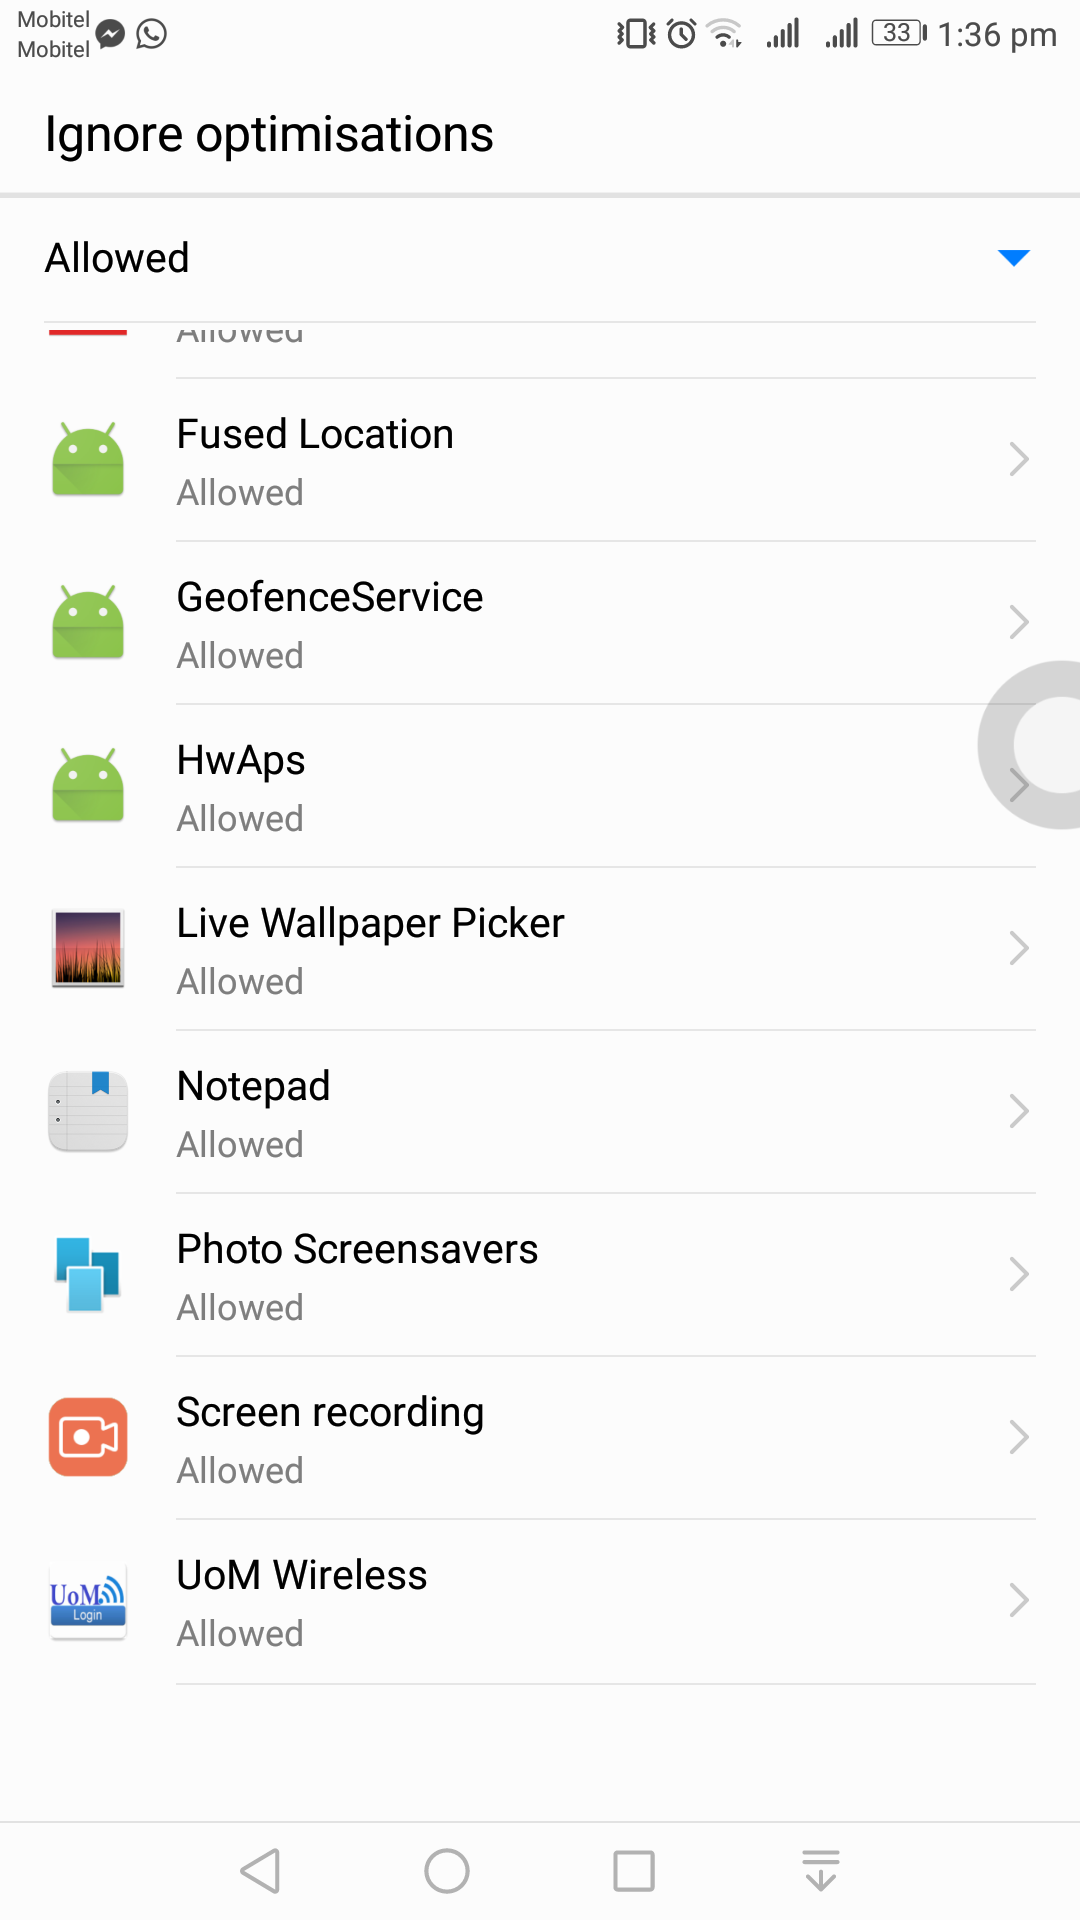 Mobitel
Mobitel
33
1:36 pm
Ignore optimisations
Allowed
Allowed
Fused Location
Allowed
GeofenceService
Allowed
HwAps
Allowed
Live Wallpaper Picker
Allowed
Notepad
Allowed
Photo Screensavers
Allowed
Screen recording
Allowed
UoM
Login
UoM Wireless
Allowed